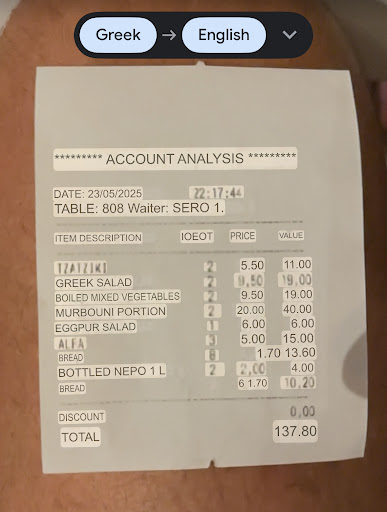 Greek → English
********* ACCOUNT ANALYSIS *********
DATE: 23/05/2025 22:17:44
TABLE: 808 Waiter: SERO 1.
ITEM DESCRIPTION ΙΟΕΟΤ PRICE VALUE
TZATZIKI 2 5.50 11.00
GREEK SALAD 2 9,50 19,00
BOILED MIXED VEGETABLES 2 9.50 19.00
MURBOUNI PORTION 2 20.00 40.00
EGGPUR SALAD 1 6.00 6.00
ALFA 3 5.00 15.00
BREAD 8 1.70 13.60
BOTTLED NEPO 1 L 2 2,00 4.00
BREAD 6 1.70 10,20
DISCOUNT 0,00
TOTAL 137.80